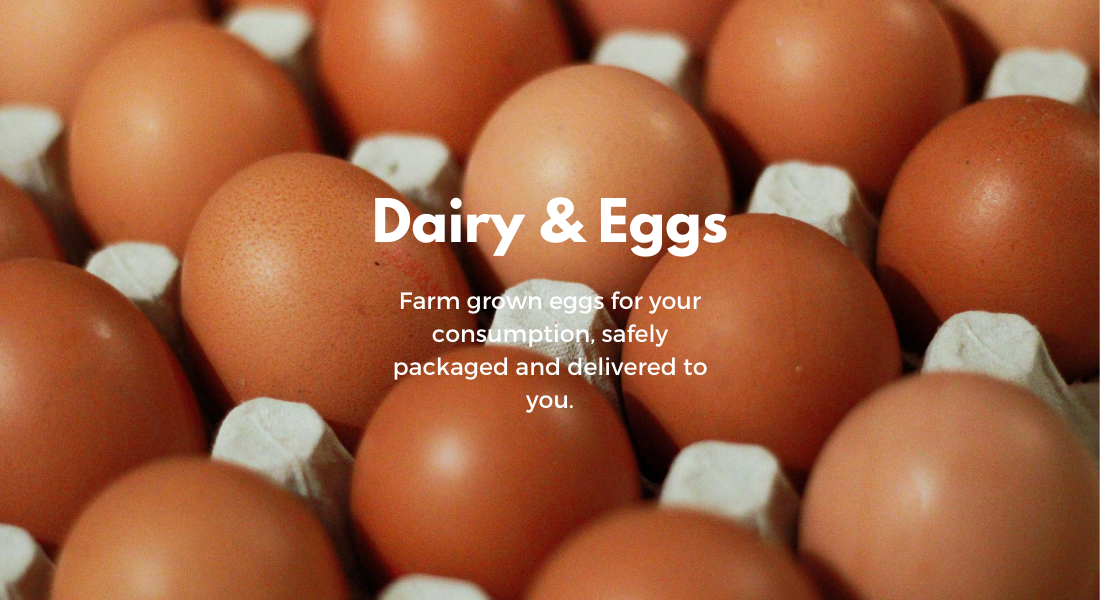 Dairy & Eggs
Farm grown eggs for your
consumption, safely
packaged and delivered to
you.